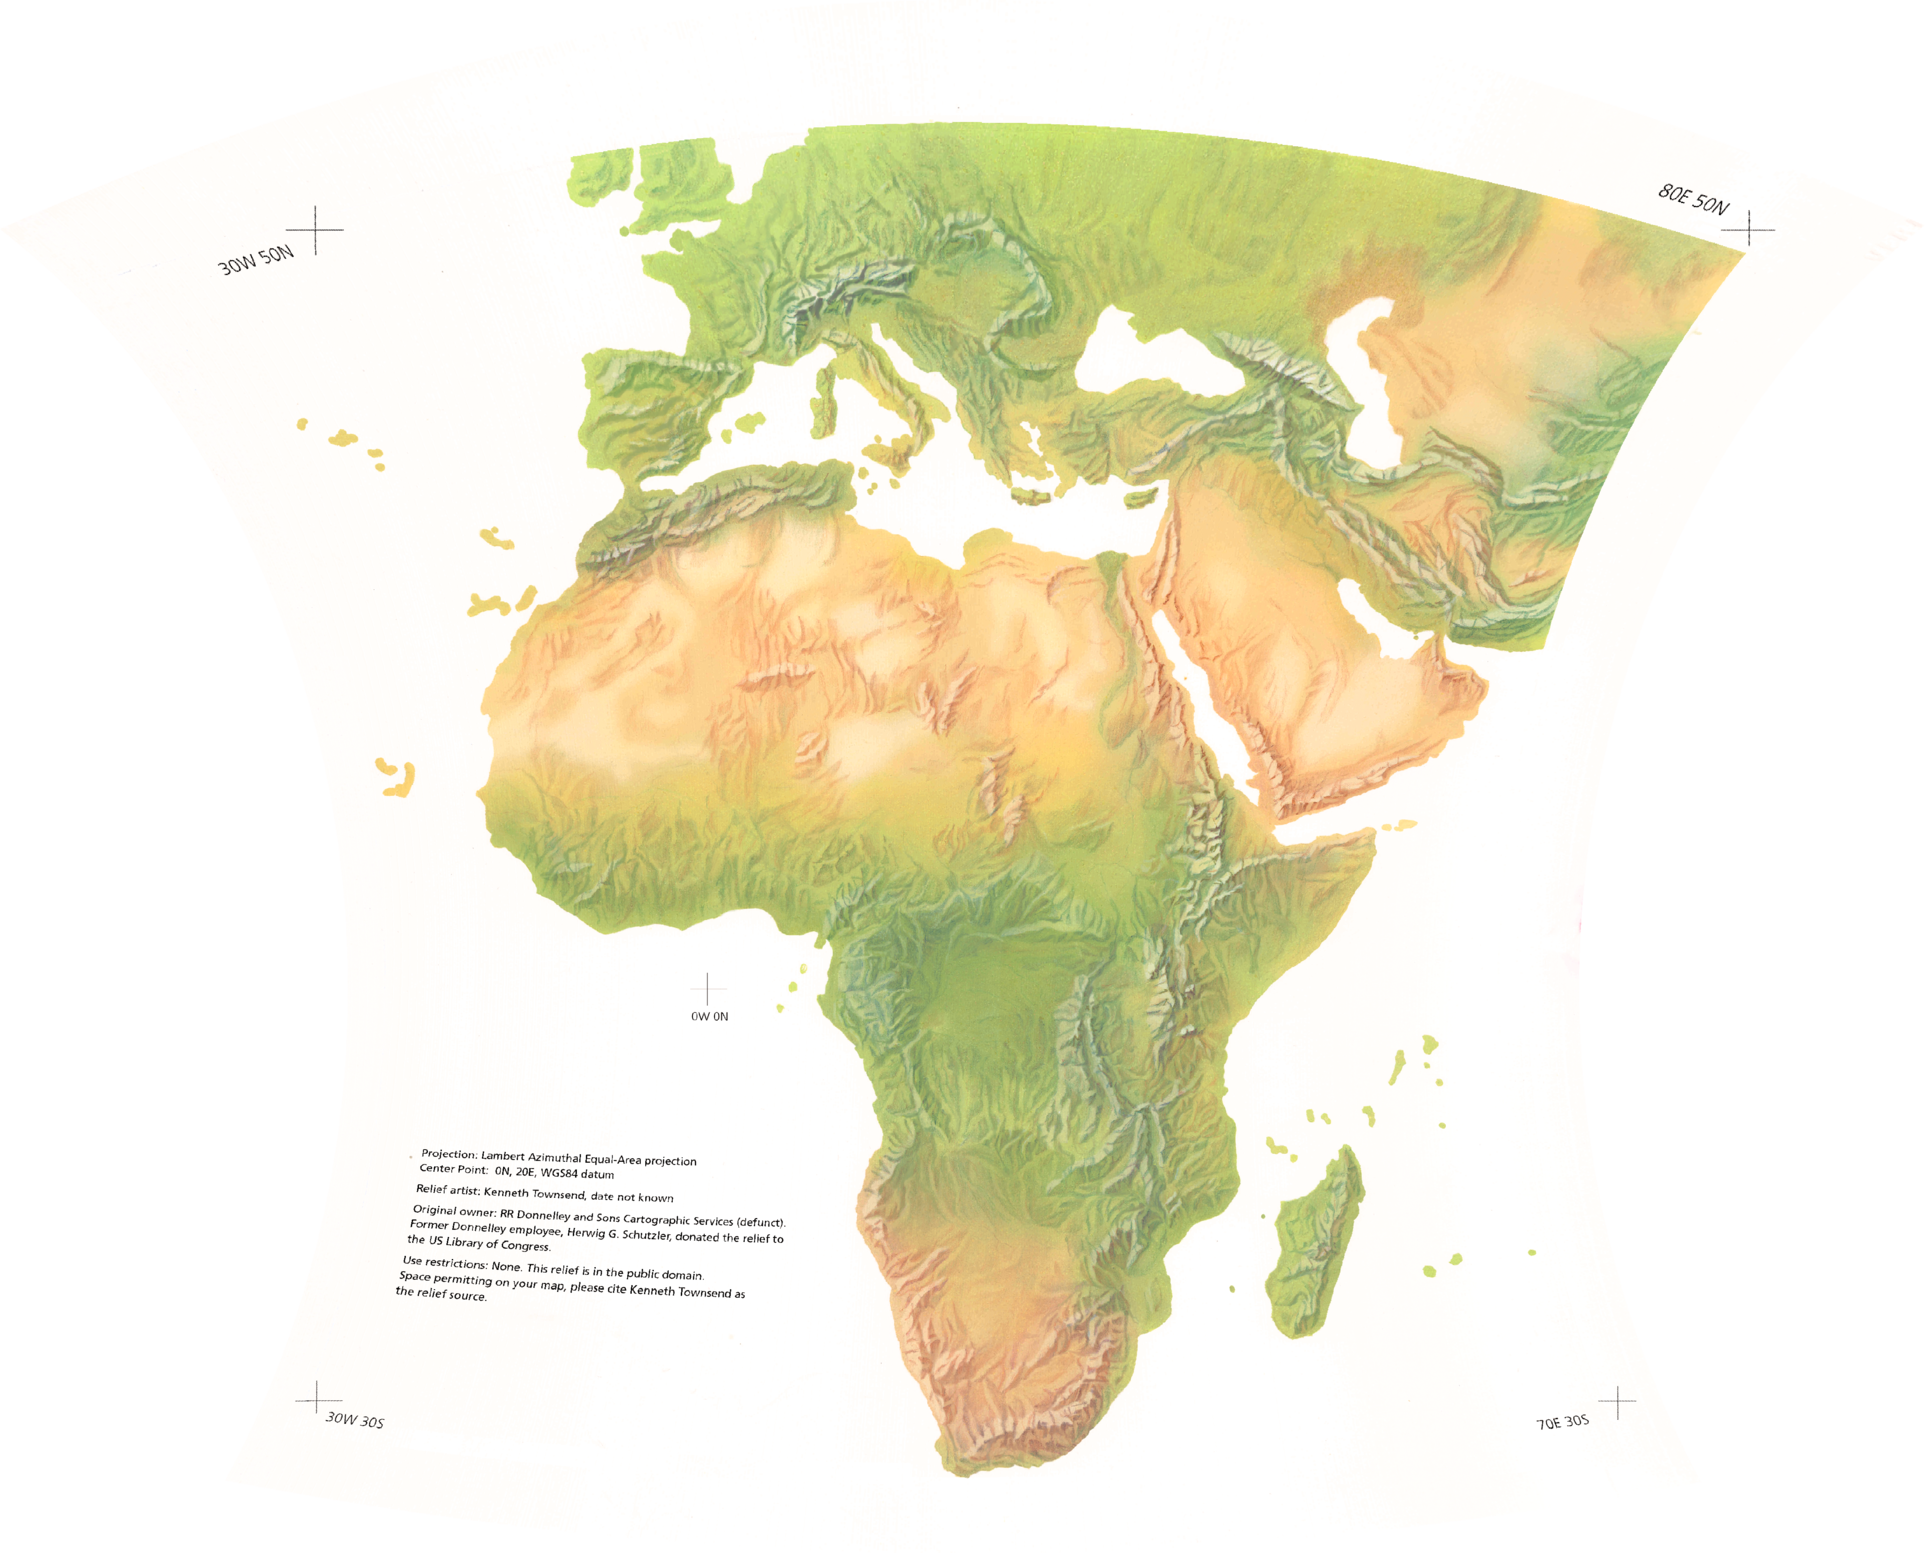 80E 50N
30W 50N
0W 0N
Projection: Lambert Azimuthal Equal-Area projection
Center Point: 0N, 20E, WGS84 datum
Relief artist: Kenneth Townsend, date not known
Original owner: RR Donnelley and Sons Cartographic Services (defunct).
Former Donnelley employee, Herwig G. Schutzler, donated the relief to
the US Library of Congress.
Use restrictions: None. This relief is in the public domain.
Space permitting on your map, please cite Kenneth Townsend as
the relief source.
30W 30S
70E 30S